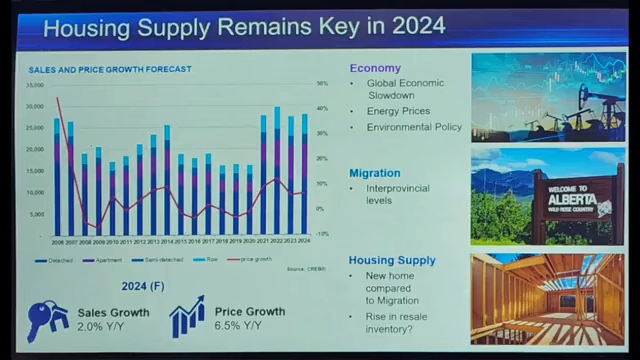 Housing Supply Remains Key in 2024
SALES AND PRICE GROWTH FORECAST
35,000
30,000
25,000
20,000
15,000
10,000
5,000
-
50%
40%
30%
20%
10%
0%
-10%
2006 2007 2008 2009 2010 2011 2012 2013 2014 2015 2016 2017 2018 2019 2020 2021 2022 2023 2024
Detached Apartment Semi-detached Row price growth
Source: CREB®
2024 (F)
Sales Growth
2.0% Y/Y
Price Growth
6.5% Y/Y
Economy
• Global Economic
Slowdown
• Energy Prices
• Environmental Policy
Migration
• Interprovincial
levels
Housing Supply
• New home
compared
to Migration
• Rise in resale
inventory?
WELCOME TO
ALBERTA
WILD ROSE COUNTRY